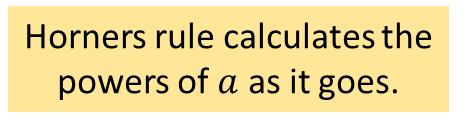 Horners rule calculates the
powers of a as it goes.